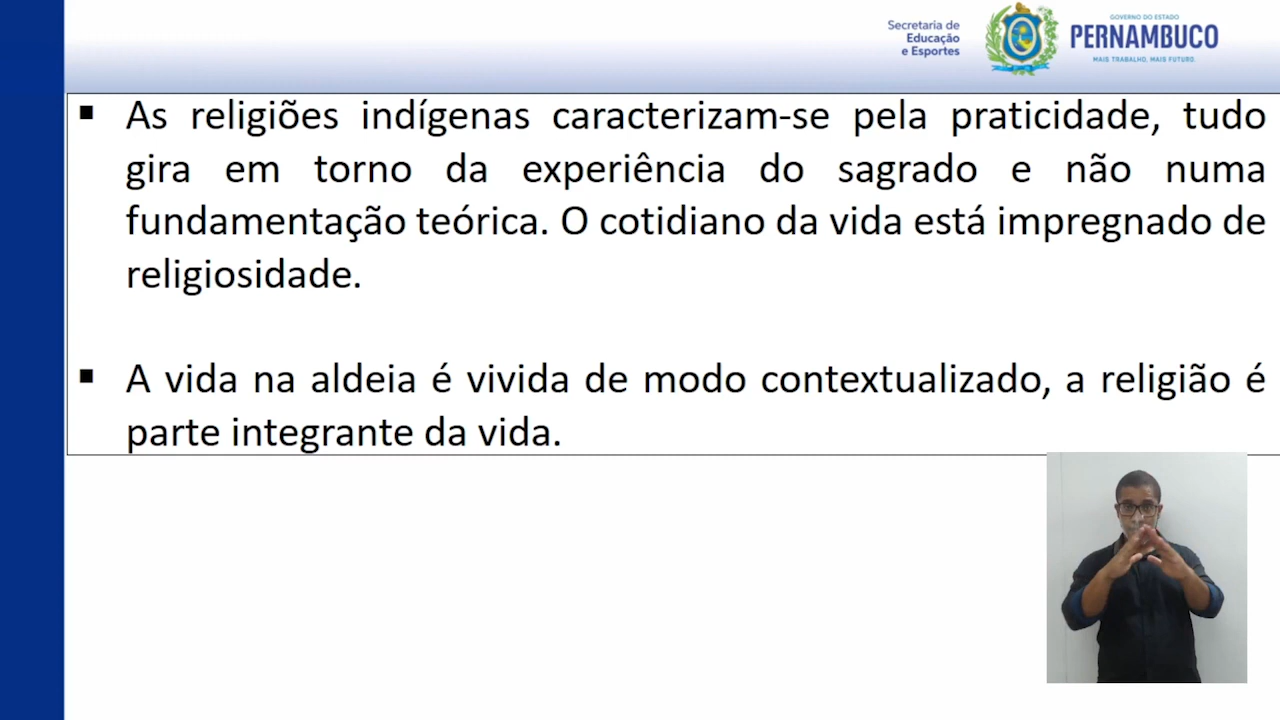 Secretaria de
Educação
e Esportes
GOVERNO DO ESTADO
PERNAMBUCO
MAIS TRABALHO. MAIS FUTURO.
▪ As religiões indígenas caracterizam-se pela praticidade, tudo
gira em torno da experiência do sagrado e não numa
fundamentação teórica. O cotidiano da vida está impregnado de
religiosidade.
▪ A vida na aldeia é vivida de modo contextualizado, a religião é
parte integrante da vida.